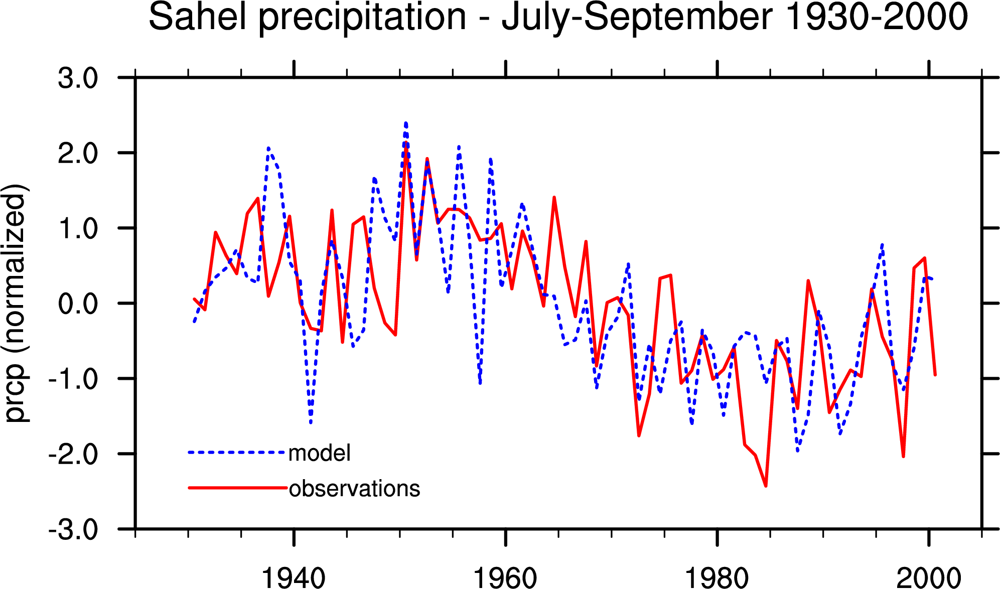 Sahel precipitation - July-September 1930-2000
3.0
2.0
1.0
0.0
-1.0
-2.0
-3.0
prcp (normalized)
model
observations
1940 1960 1980 2000